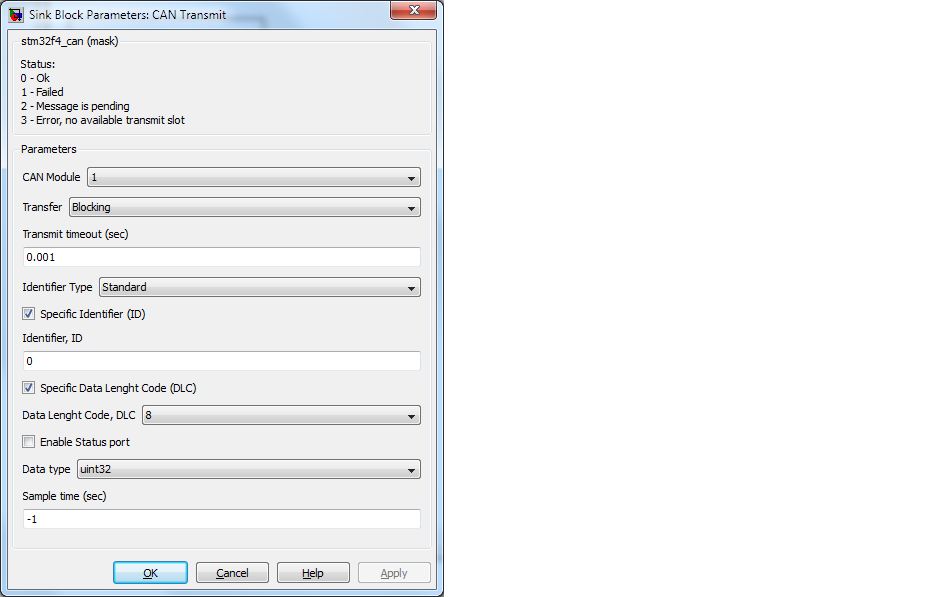 Sink Block Parameters: CAN Transmit
stm32f4_can (mask)
Status:
0 - Ok
1 - Failed
2 - Message is pending
3 - Error, no available transmit slot
Parameters
CAN Module 1
Transfer Blocking
Transmit timeout (sec)
0.001
Identifier Type Standard
Specific Identifier (ID)
Identifier, ID
0
Specific Data Lenght Code (DLC)
Data Lenght Code, DLC 8
Enable Status port
Data type uint32
Sample time (sec)
-1
OK Cancel Help Apply